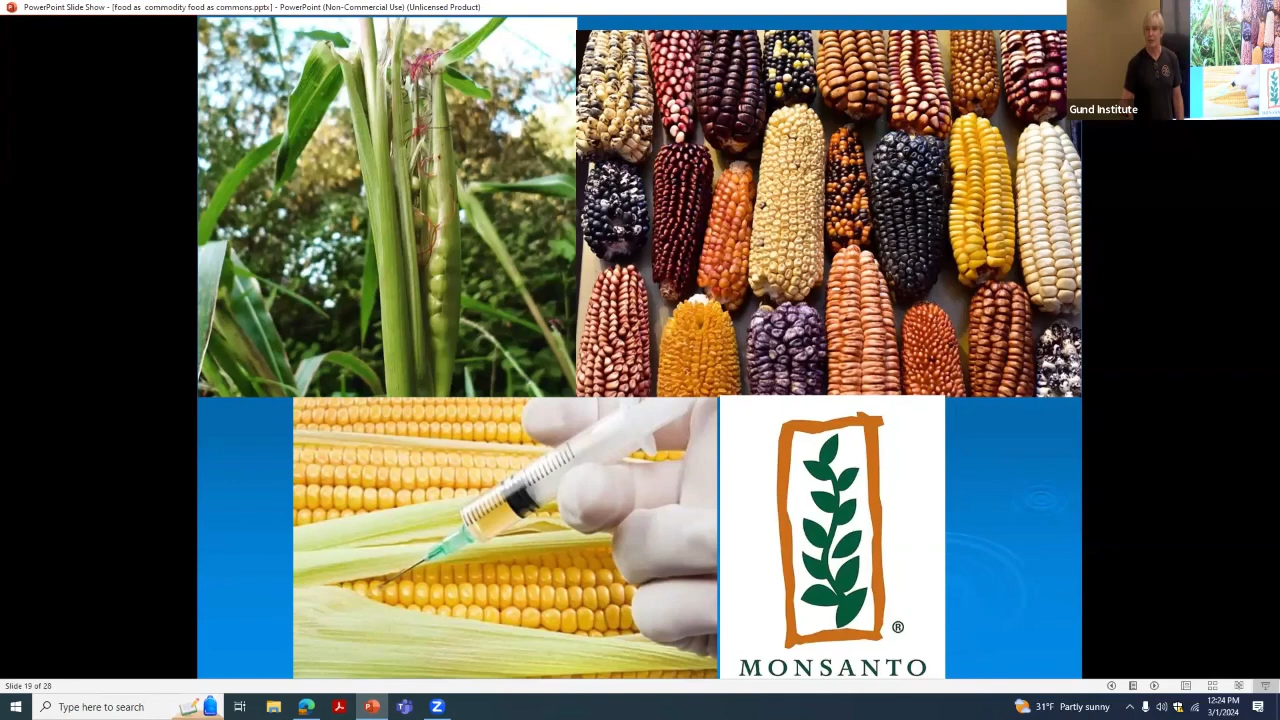 PowerPoint Slide Show - [food as commodity food as commons.pptx] - PowerPoint (Non-Commercial Use) (Unlicensed Product)
Gund Institute
®
MONSANTO
Slide 19 of 28
Type here to search
31°F Partly sunny
12:24 PM
3/1/2024